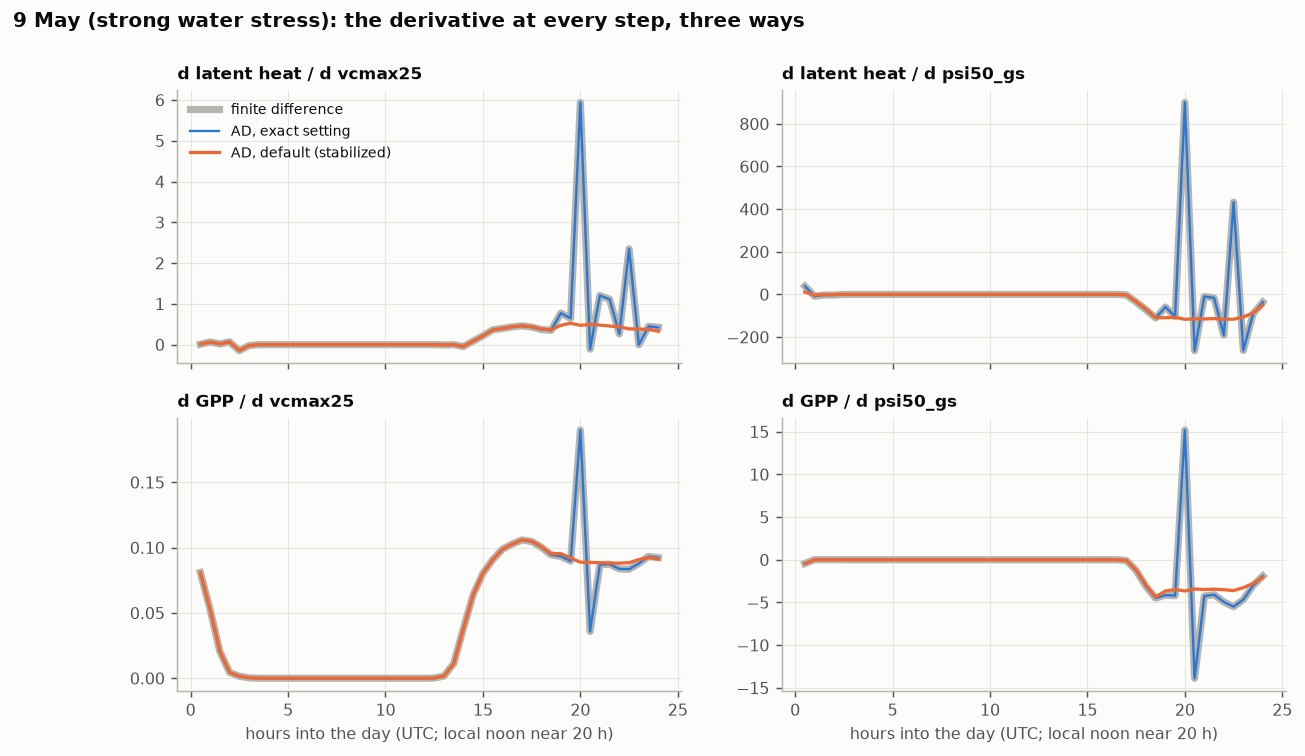 9 May (strong water stress): the derivative at every step, three ways
d latent heat / d vcmax25
6
5
4
3
2
1
0
finite difference
AD, exact setting
AD, default (stabilized)
d latent heat / d psi50_gs
800
600
400
200
0
−200
d GPP / d vcmax25
0.15
0.10
0.05
0.00
0 5 10 15 20 25
hours into the day (UTC; local noon near 20 h)
d GPP / d psi50_gs
15
10
5
0
−5
−10
−15
0 5 10 15 20 25
hours into the day (UTC; local noon near 20 h)